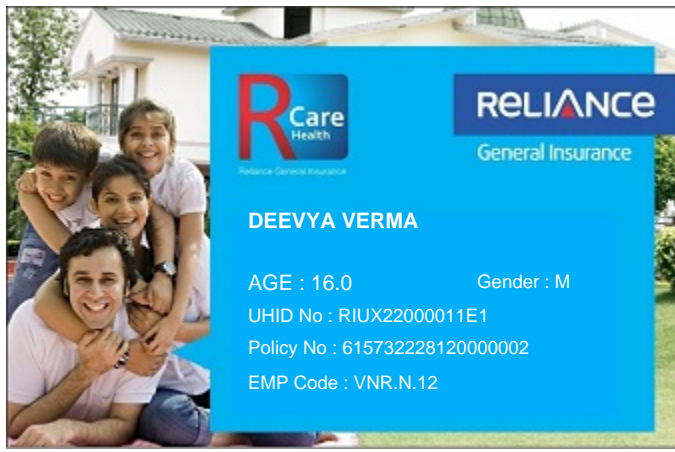 R Care
Health
Reliance General Insurance
RELIANCE
General Insurance
DEEVYA VERMA
AGE : 16.0 Gender : M
UHID No : RIUX22000011E1
Policy No : 615732228120000002
EMP Code : VNR.N.12